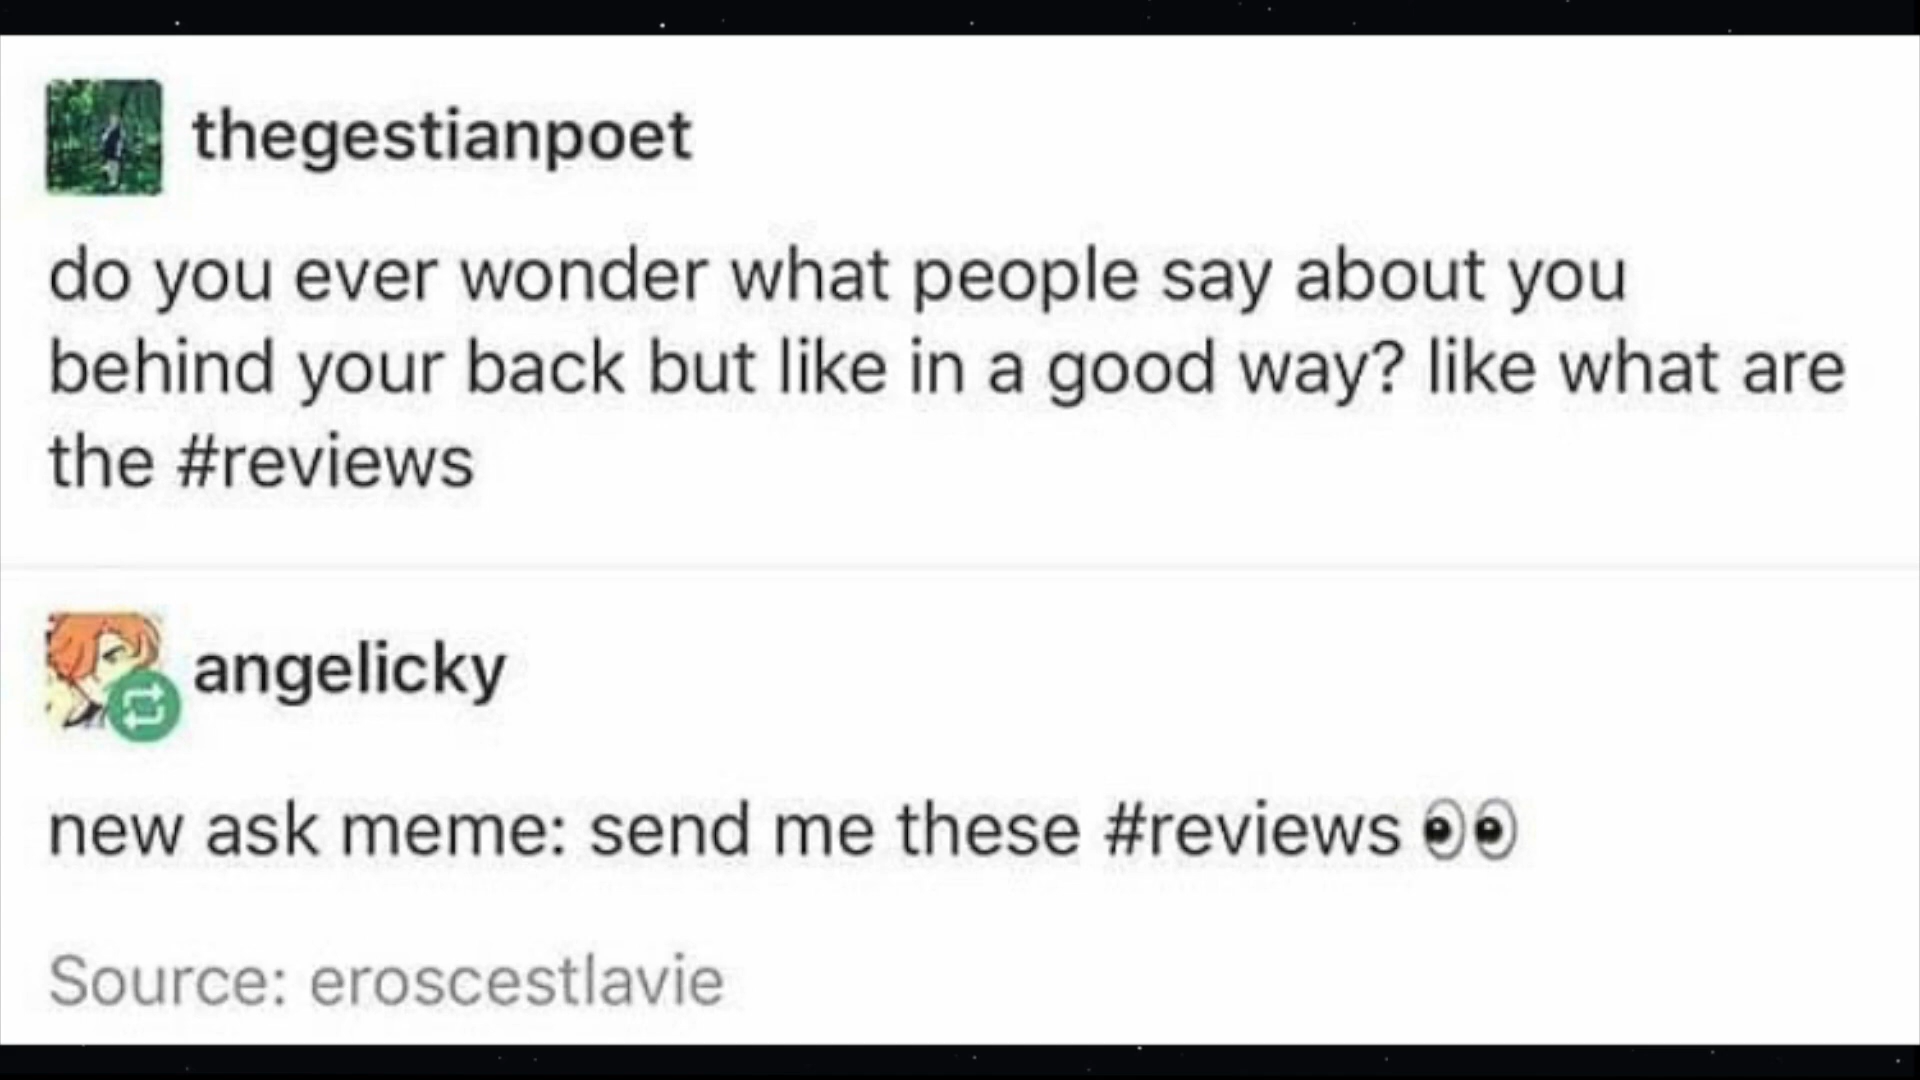 thegestianpoet
do you ever wonder what people say about you
behind your back but like in a good way? like what are
the #reviews
angelicky
new ask meme: send me these #reviews 👀
Source: eroscestlavie